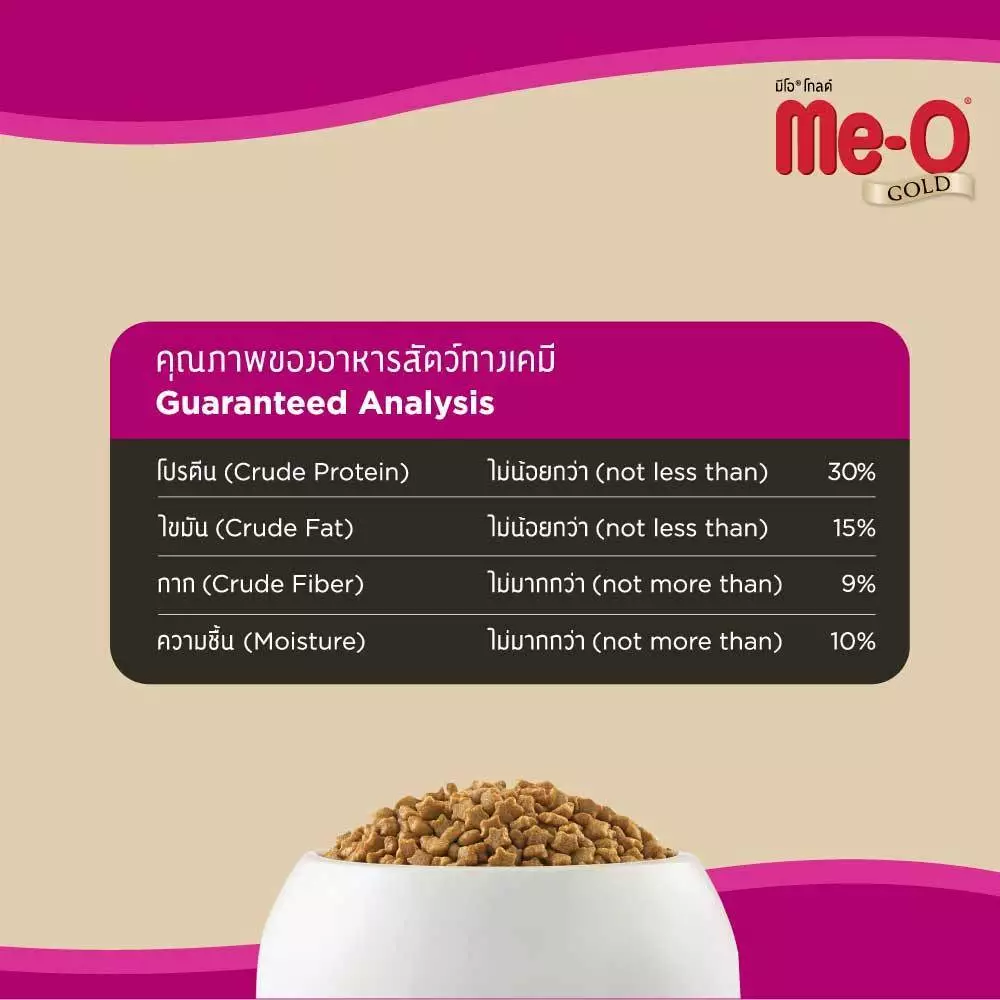 มีโอ® โกลด์
Me-O®
GOLD
คุณภาพของอาหารสัตว์ทางเคมี
Guaranteed Analysis
โปรตีน (Crude Protein) ไม่น้อยกว่า (not less than) 30%
ไขมัน (Crude Fat) ไม่น้อยกว่า (not less than) 15%
กาก (Crude Fiber) ไม่มากกว่า (not more than) 9%
ความชื้น (Moisture) ไม่มากกว่า (not more than) 10%